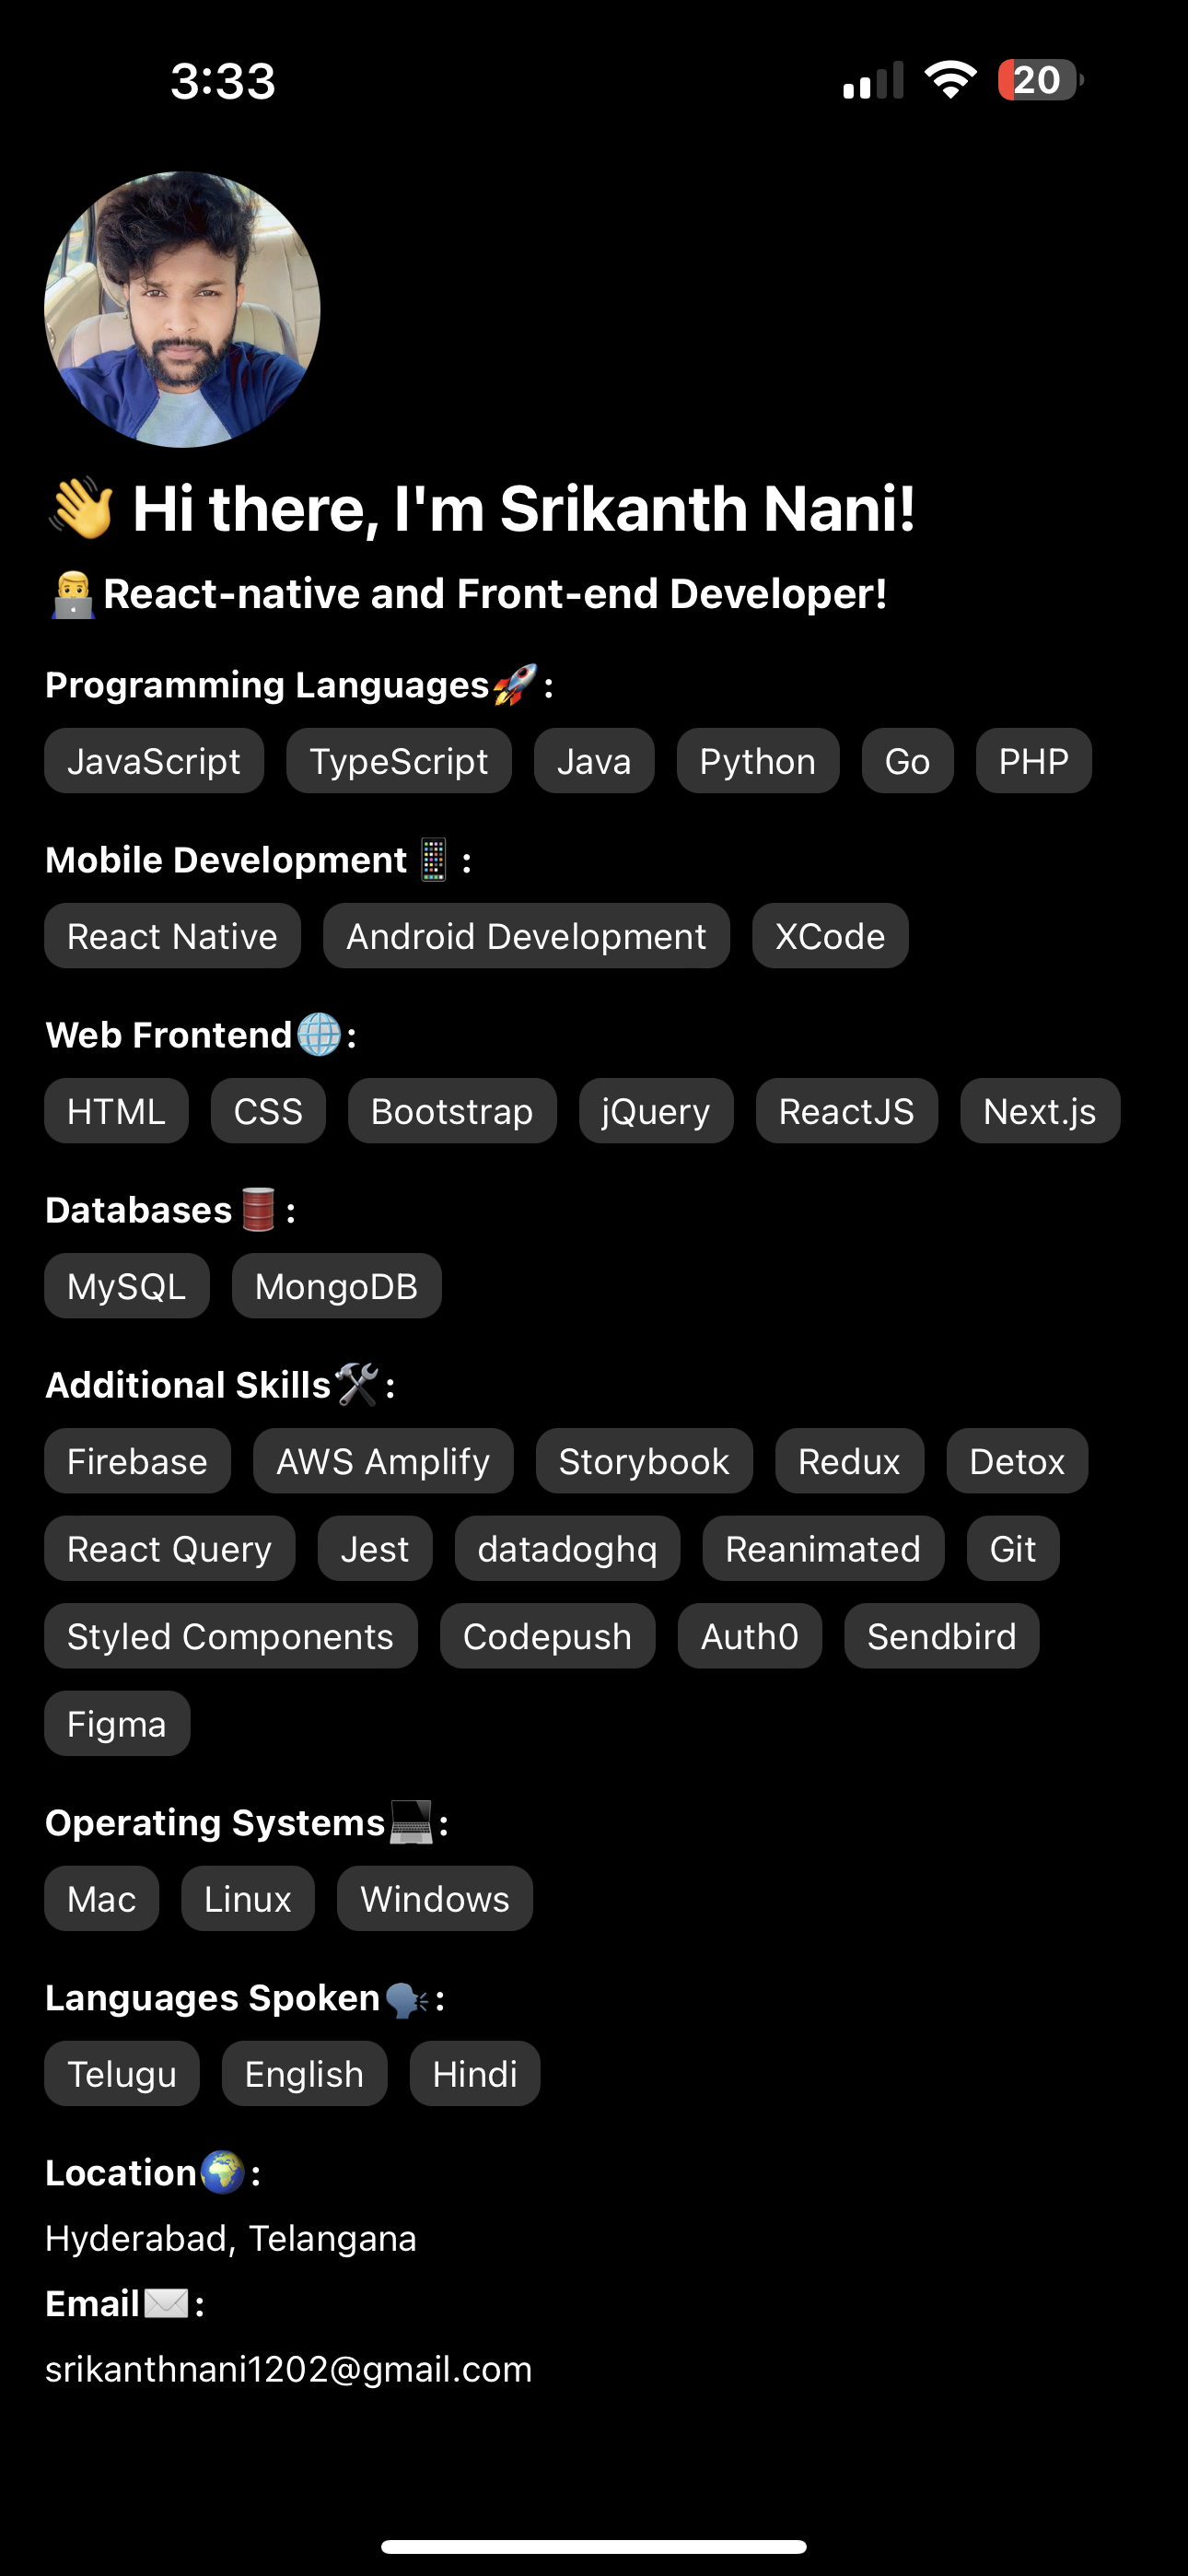 3:33 20
👋 Hi there, I'm Srikanth Nani!
👨‍💻React-native and Front-end Developer!
Programming Languages🚀:
JavaScript TypeScript Java Python Go PHP
Mobile Development📱:
React Native Android Development XCode
Web Frontend🌐:
HTML CSS Bootstrap jQuery ReactJS Next.js
Databases🛢️:
MySQL MongoDB
Additional Skills🛠️:
Firebase AWS Amplify Storybook Redux Detox
React Query Jest datadoghq Reanimated Git
Styled Components Codepush Auth0 Sendbird
Figma
Operating Systems💻:
Mac Linux Windows
Languages Spoken🗣️:
Telugu English Hindi
Location🌍:
Hyderabad, Telangana
Email✉️:
srikanthnani1202@gmail.com